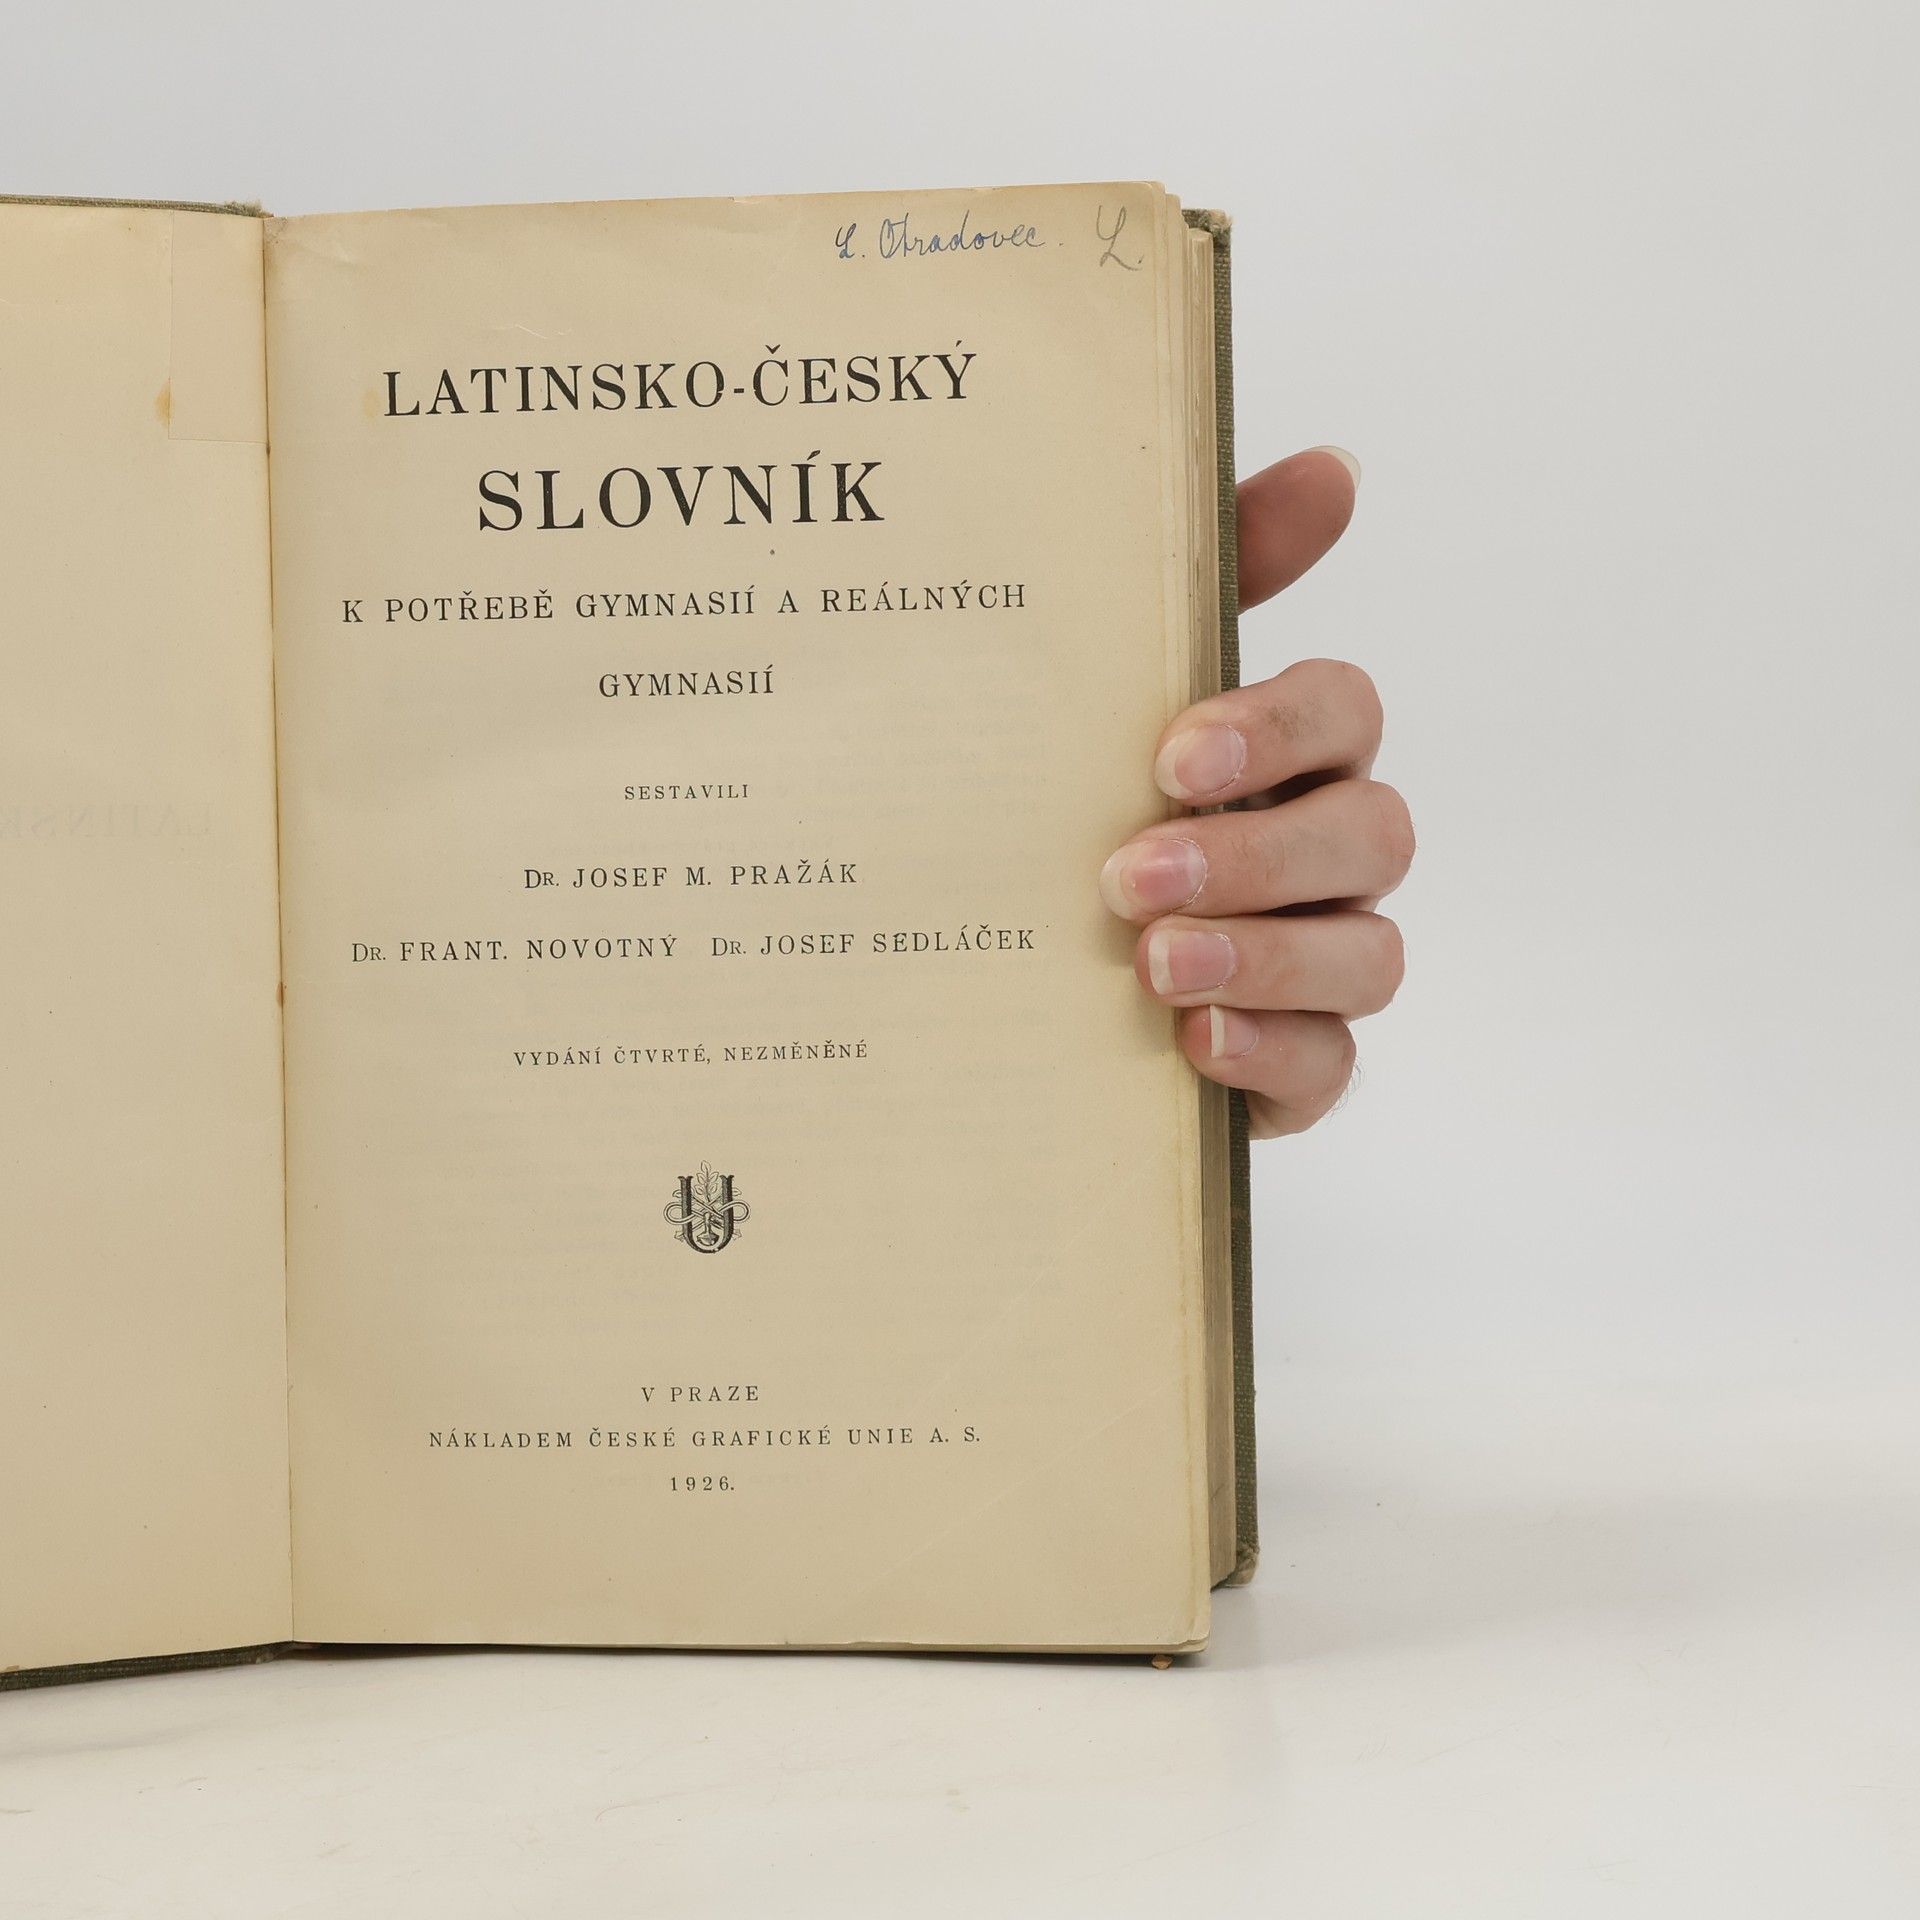 L. Otradovec. L.
LATINSKO-ČESKÝ
SLOVNÍK
K POTŘEBĚ GYMNASIÍ A REÁLNÝCH
GYMNASIÍ
SESTAVILI
DR. JOSEF M. PRAŽÁK
DR. FRANT. NOVOTNÝ DR. JOSEF SEDLÁČEK
VYDÁNÍ ČTVRTÉ, NEZMĚNĚNÉ
U
V PRAZE
NÁKLADEM ČESKÉ GRAFICKÉ UNIE A. S.
1926.